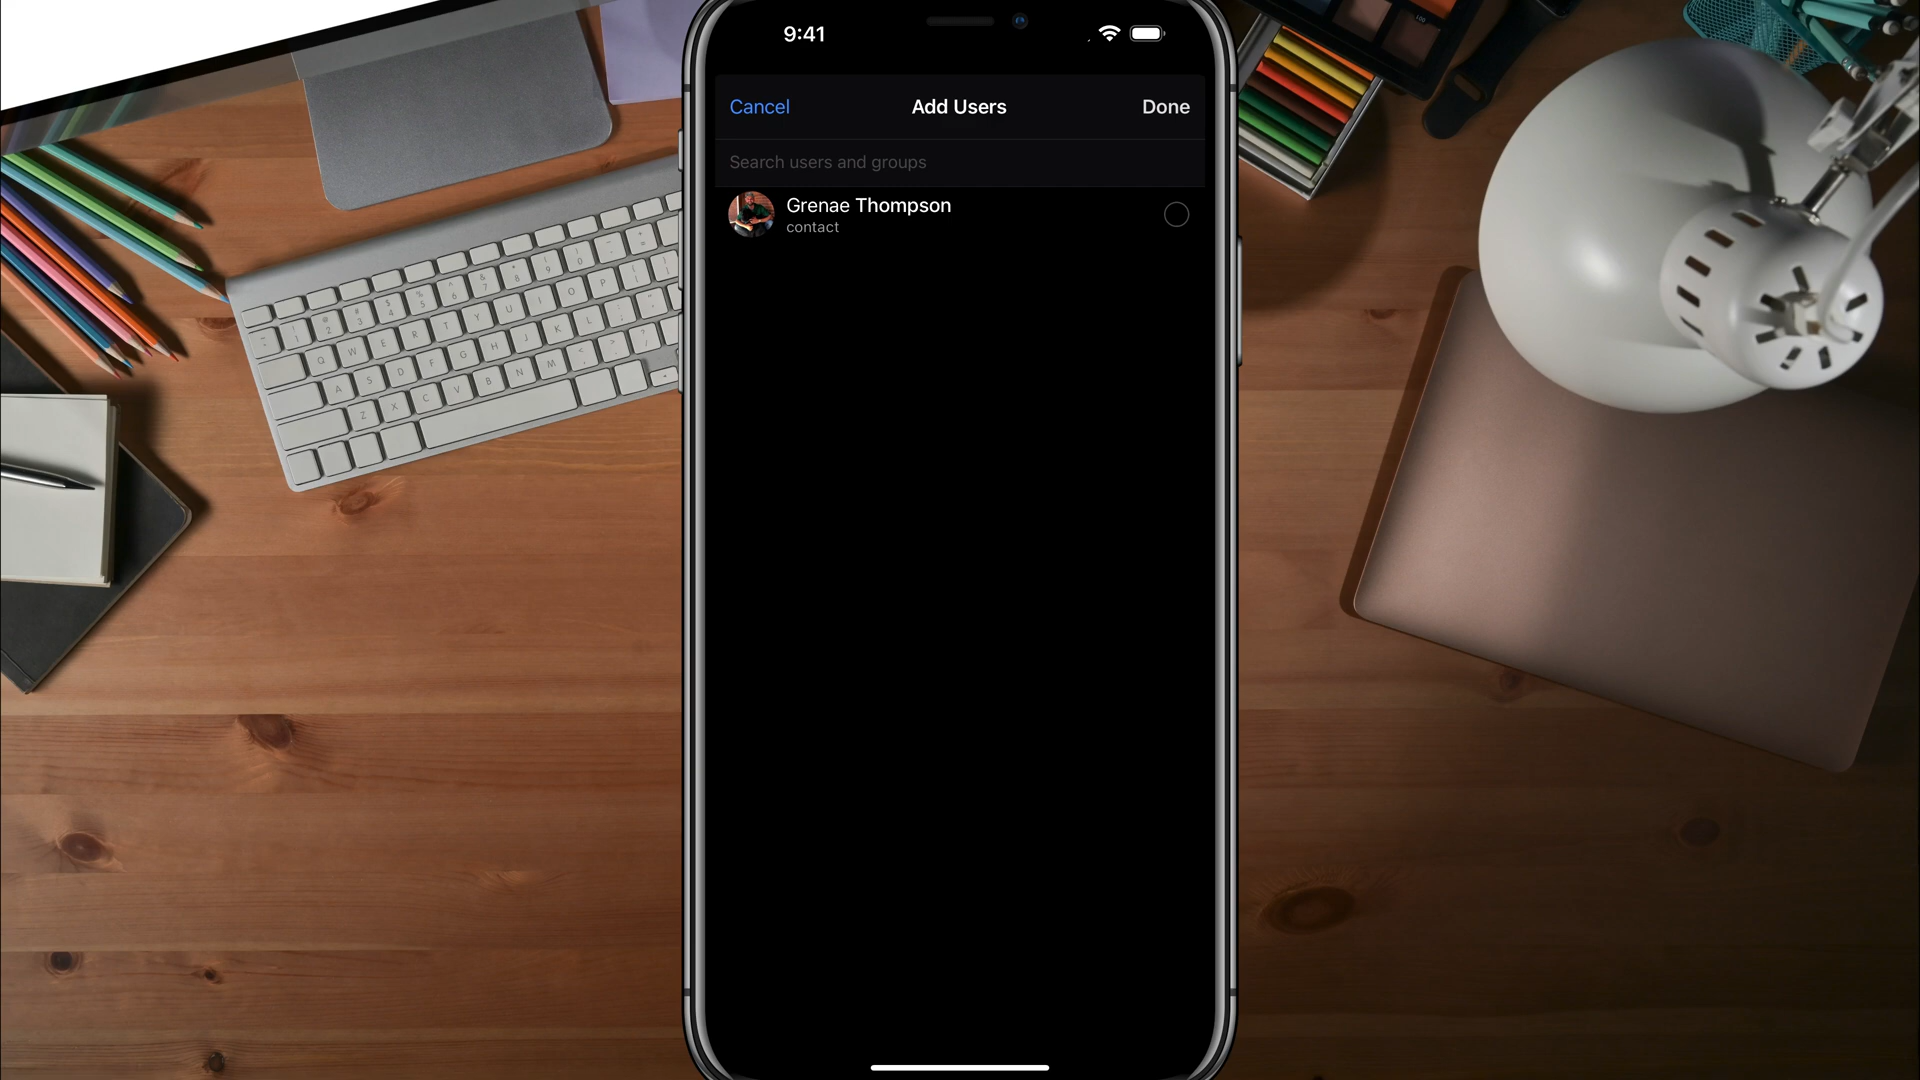 9:41
Cancel
Add Users
Done
Search users and groups
Grenae Thompson
contact